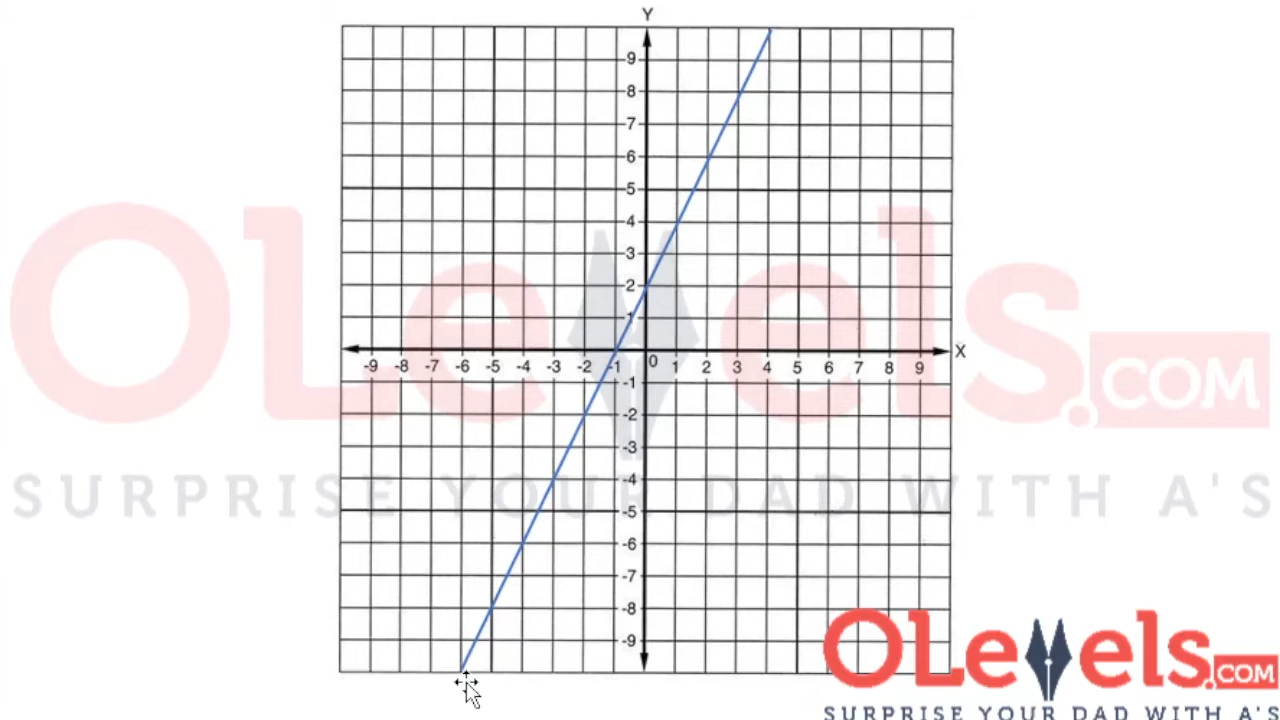 Y
9
8
7
6
5
4
3
2
1
-9 -8 -7 -6 -5 -4 -3 -2 -1 0 1 2 3 4 5 6 7 8 9 X
-1
-2
-3
-4
-5
-6
-7
-8
-9
OLevels
.COM
SURPRISE YOUR DAD WITH A'S
OLevels
.COM
SURPRISE YOUR DAD WITH A'S